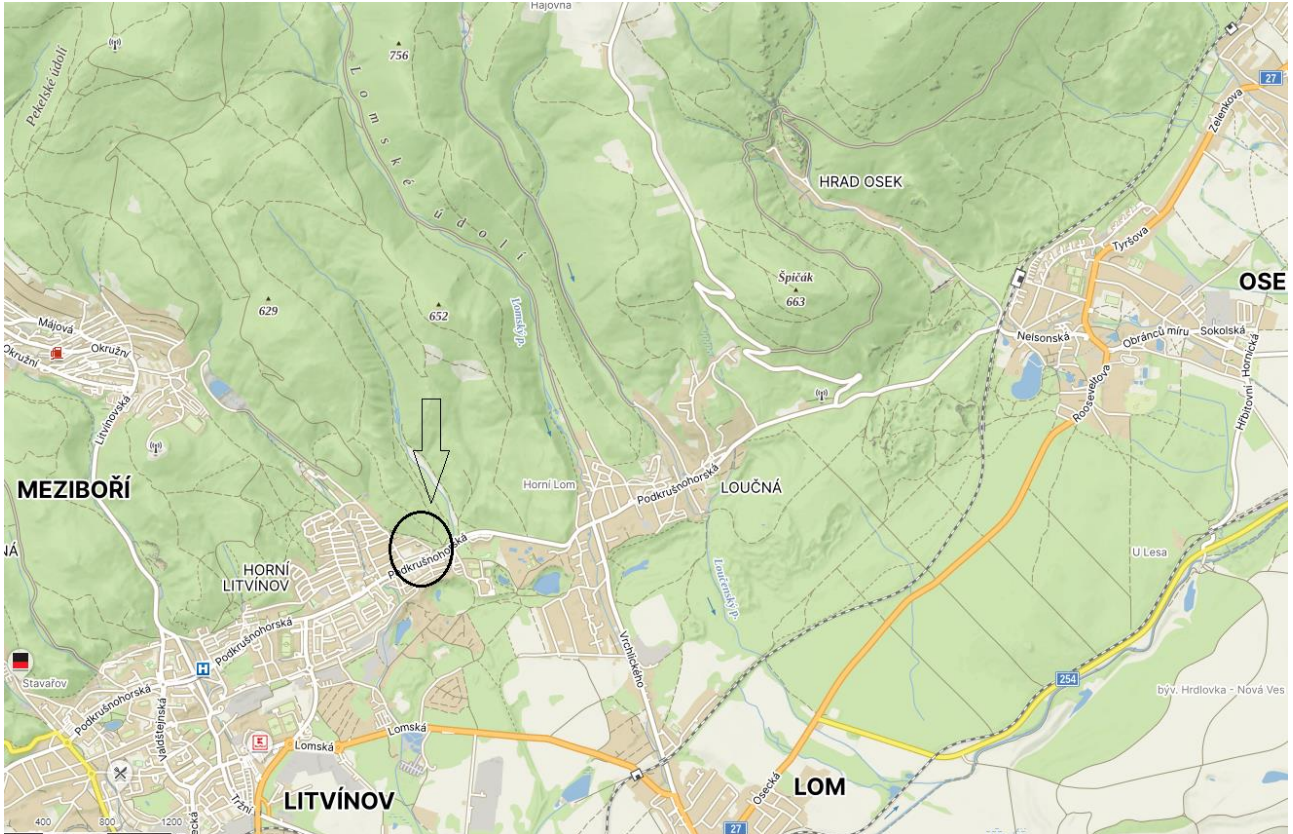 Hájovna
Pekelské údolí
756
27
Zelenkova
Lomské údolí
HRAD OSEK
Tyršova
OSE
Špičák
663
629
652
Lomský p.
Májová
Okružní
Okružní
Nelsonská
Obránců míru
Sokolská
Hřbitovní
Hornická
Rooseveltova
Litvínovská
MEZIBOŘÍ
Horní Lom
Podkrušnohorská
LOUČNÁ
NÁ
HORNÍ
LITVÍNOV
Podkrušnohorská
U Lesa
Loučenský p.
Podkrušnohorská
H
Vrchlického
Stavařov
Podkrušnohorská
254
býv. Hrdlovka - Nová Ves
Valdštejnská
Lomská
Lomská
K
Osecká
LOM
LITVÍNOV
Tržní
ecká
400
800
1200
27